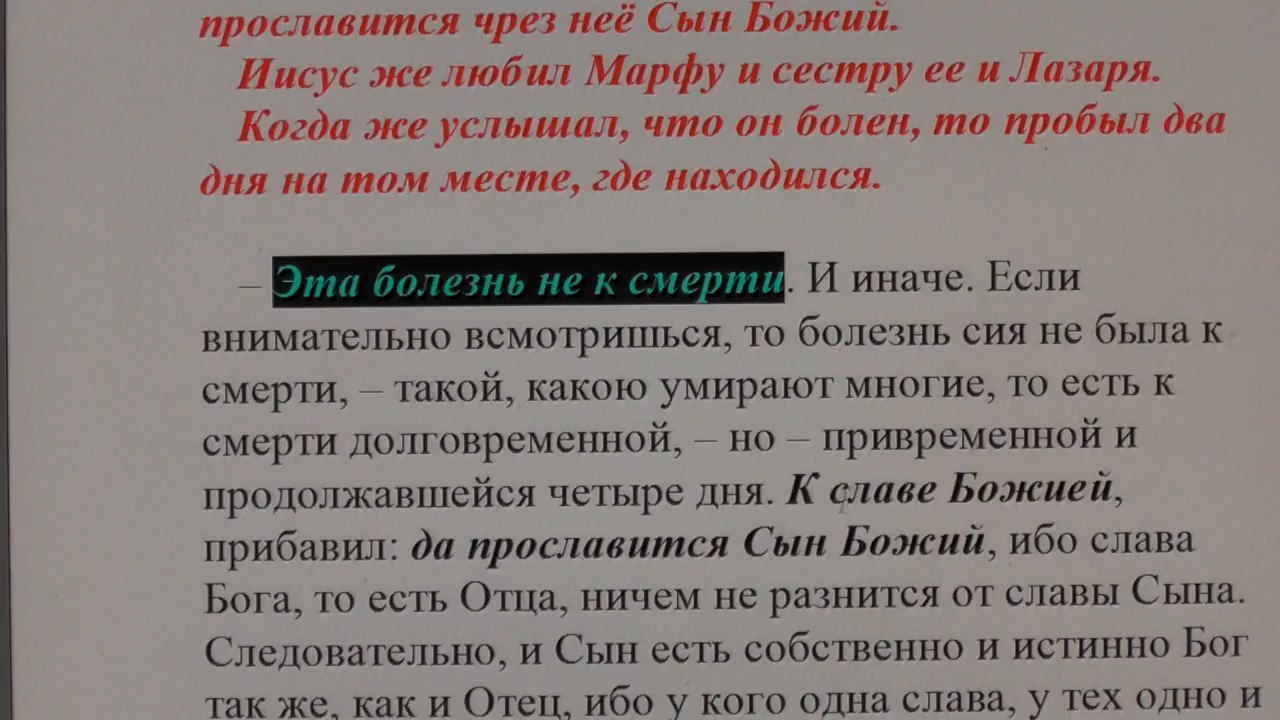 прославится чрез неё Сын Божий.
Иисус же любил Марфу и сестру ее и Лазаря.
Когда же услышал, что он болен, то пробыл два
дня на том месте, где находился.
– Эта болезнь не к смерти. И иначе. Если
внимательно всмотришься, то болезнь сия не была к
смерти, – такой, какою умирают многие, то есть к
смерти долговременной, – но – привременной и
продолжавшейся четыре дня. К славе Божией,
прибавил: да прославится Сын Божий, ибо слава
Бога, то есть Отца, ничем не разнится от славы Сына.
Следовательно, и Сын есть собственно и истинно Бог
так же, как и Отец, ибо у кого одна слава, у тех одно и